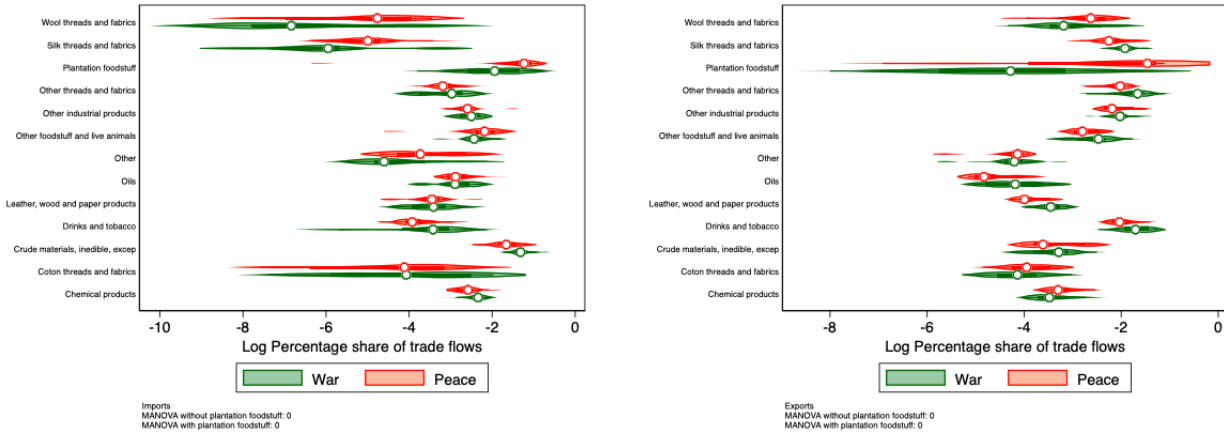 Wool threads and fabrics
Silk threads and fabrics
Plantation foodstuff
Other threads and fabrics
Other industrial products
Other foodstuff and live animals
Other
Oils
Leather, wood and paper products
Drinks and tobacco
Crude materials, inedible, excep
Coton threads and fabrics
Chemical products
-10 -8 -6 -4 -2 0
Log Percentage share of trade flows
War Peace
Imports
MANOVA without plantation foodstuff: 0
MANOVA with plantation foodstuff: 0
Wool threads and fabrics
Silk threads and fabrics
Plantation foodstuff
Other threads and fabrics
Other industrial products
Other foodstuff and live animals
Other
Oils
Leather, wood and paper products
Drinks and tobacco
Crude materials, inedible, excep
Coton threads and fabrics
Chemical products
-8 -6 -4 -2 0
Log Percentage share of trade flows
War Peace
Exports
MANOVA without plantation foodstuff: 0
MANOVA with plantation foodstuff: 0